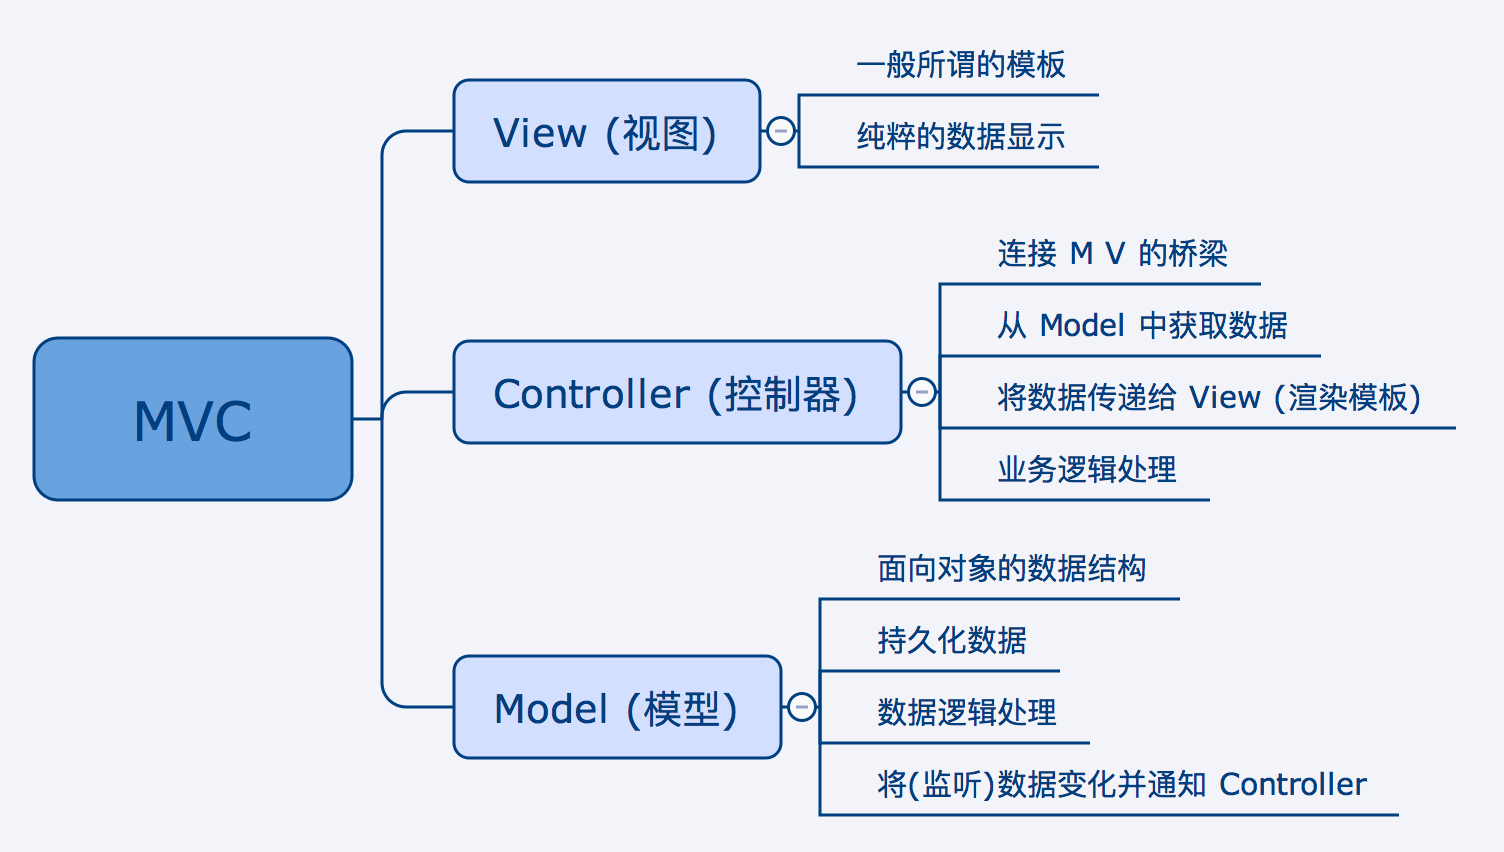 MVC
View (视图)
一般所谓的模板
纯粹的数据显示
Controller (控制器)
连接 M V 的桥梁
从 Model 中获取数据
将数据传递给 View (渲染模板)
业务逻辑处理
Model (模型)
面向对象的数据结构
持久化数据
数据逻辑处理
将(监听)数据变化并通知 Controller